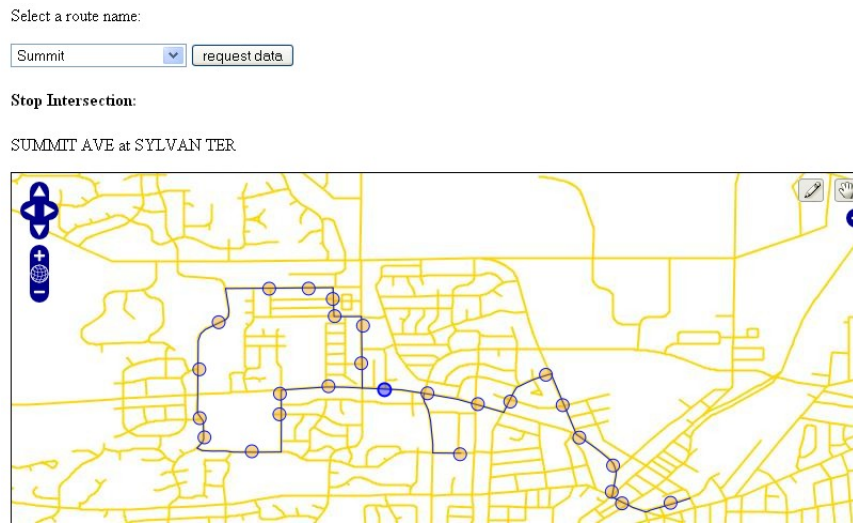 Select a route name:
Summit
request data
Stop Intersection:
SUMMIT AVE at SYLVAN TER